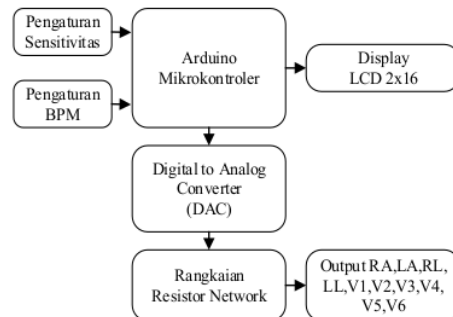 Pengaturan
Sensitivitas
Arduino
Mikrokontroler
Display
LCD 2x16
Pengaturan
BPM
Digital to Analog
Converter
(DAC)
Rangkaian
Resistor Network
Output RA,LA,RL,
LL,V1,V2,V3,V4,
V5,V6